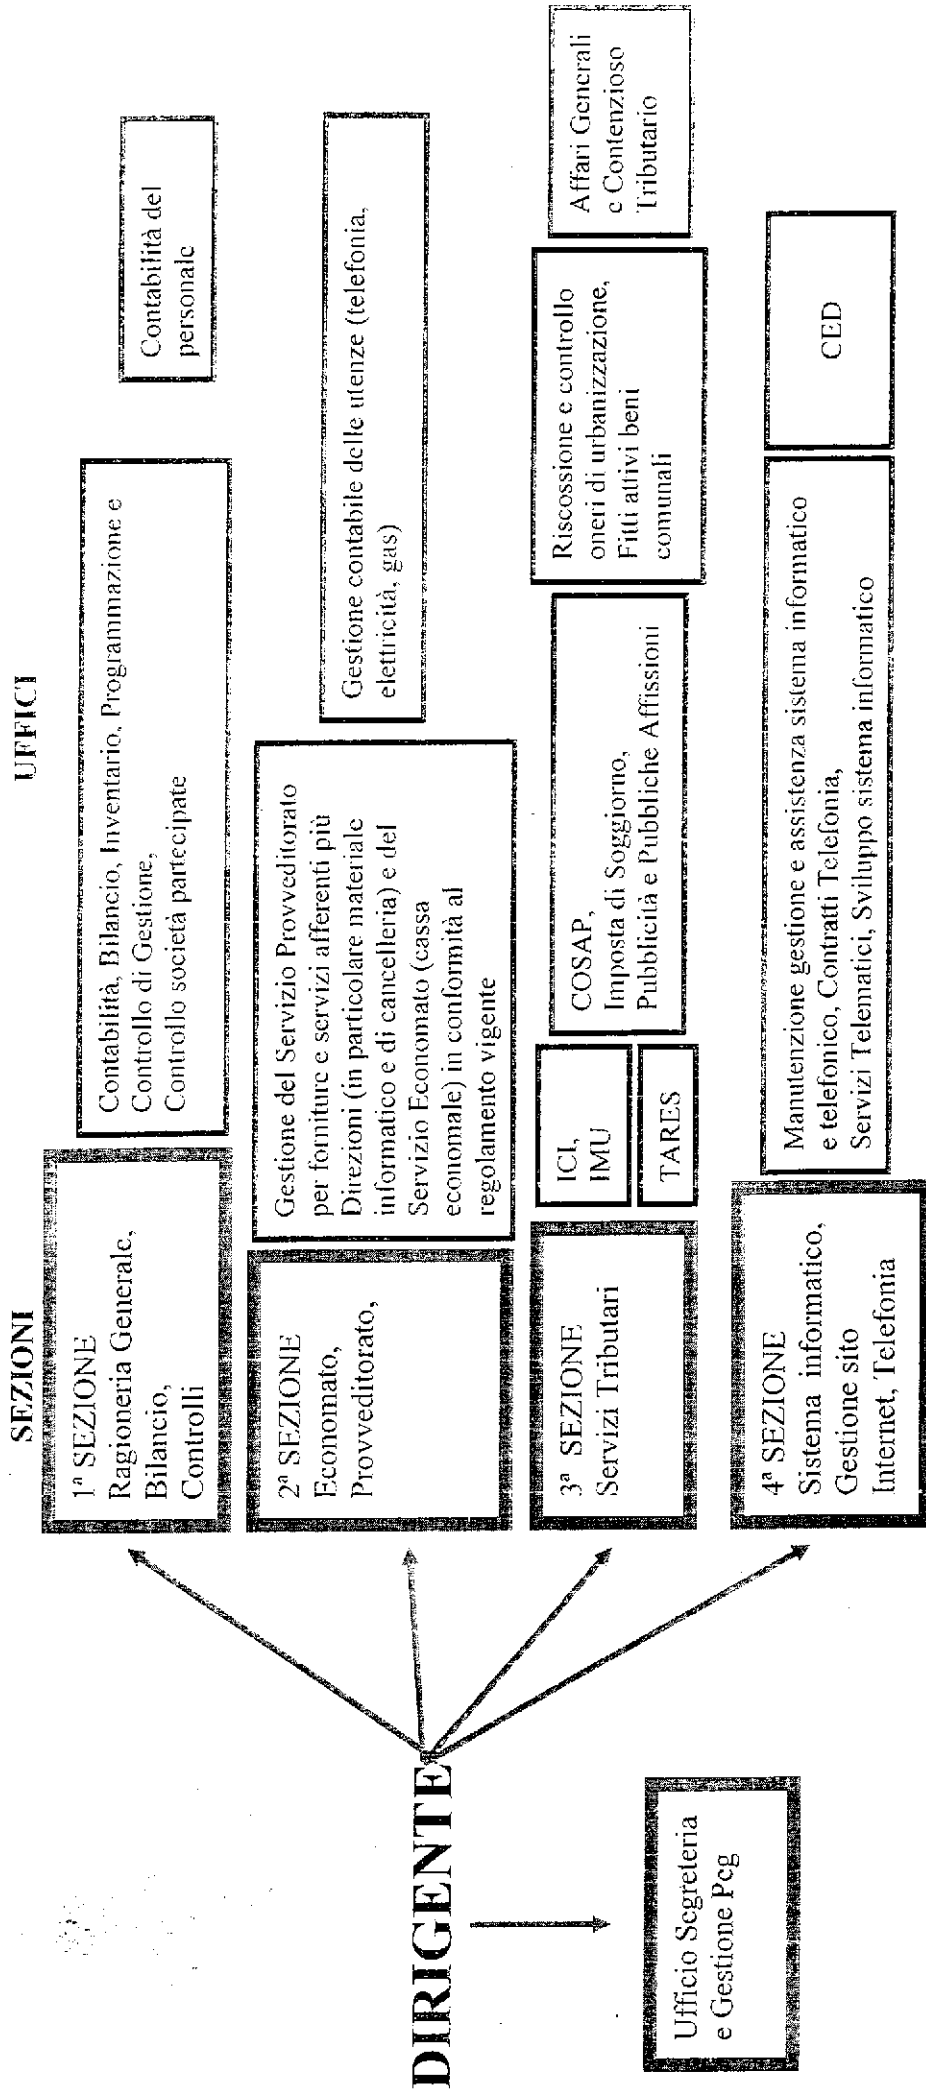 SEZIONI
UFFICI
DIRIGENTE
Ufficio Segreteria
e Gestione Pcg
1ª SEZIONE
Ragioneria Generale,
Bilancio,
Controlli
Contabilità, Bilancio, Inventario, Programmazione e
Controllo di Gestione,
Controllo società partecipate
Contabilità del
personale
2ª SEZIONE
Economato,
Provveditorato,
Gestione del Servizio Provveditorato
per forniture e servizi afferenti più
Direzioni (in particolare materiale
informatico e di cancelleria) e del
Servizio Economato (cassa
economale) in conformità al
regolamento vigente
Gestione contabile delle utenze (telefonia,
elettricità, gas)
3ª SEZIONE
Servizi Tributari
ICI,
IMU
TARES
COSAP,
Imposta di Soggiorno,
Pubblicità e Pubbliche Affissioni
Riscossione e controllo
oneri di urbanizzazione,
Fitti attivi beni
comunali
Affari Generali
e Contenzioso
Tributario
4ª SEZIONE
Sistema informatico,
Gestione sito
Internet, Telefonia
Manutenzione gestione e assistenza sistema informatico
e telefonico, Contratti Telefonia,
Servizi Telematici, Sviluppo sistema informatico
CED